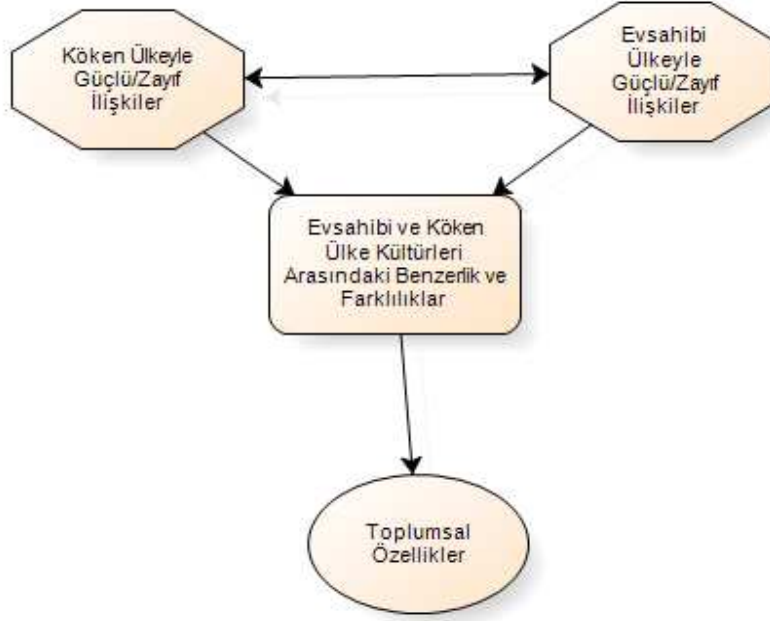 Köken Ülkeyle
Güçlü/Zayıf
İlişkiler
Evsahibi
Ülkeyle
Güçlü/Zayıf
İlişkiler
Evsahibi ve Köken
Ülke Kültürleri
Arasındaki Benzerlik ve
Farklılıklar
Toplumsal
Özellikler